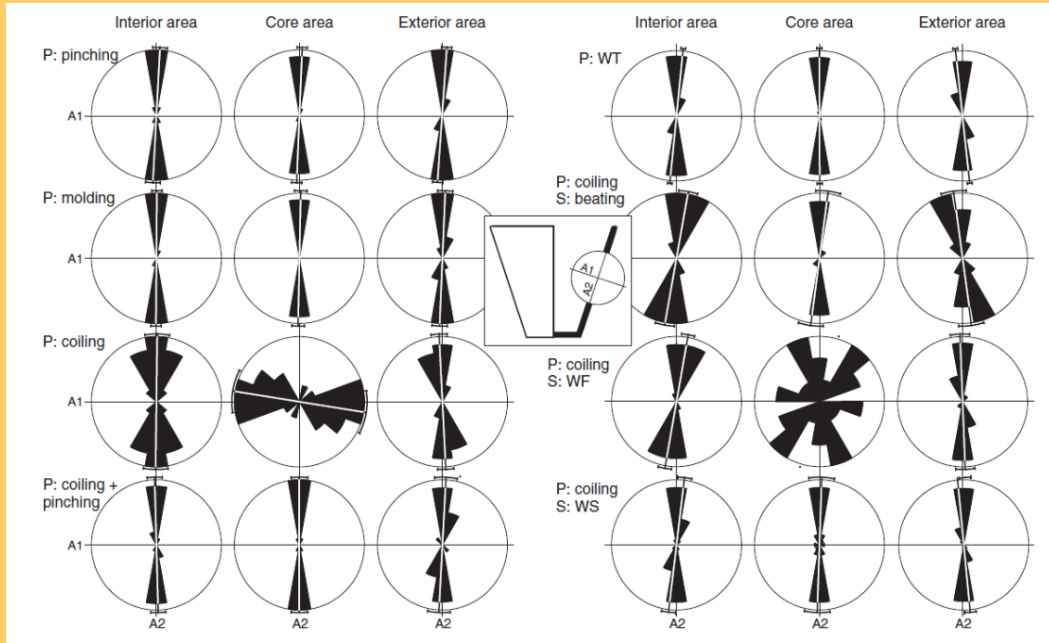 Interior area Core area Exterior area Interior area Core area Exterior area
P: pinching
P: WT
A1
P: molding
P: coiling
S: beating
A1
A1
A2
P: coiling
P: coiling
S: WF
A1
P: coiling +
pinching
P: coiling
S: WS
A1
A2 A2 A2 A2 A2 A2